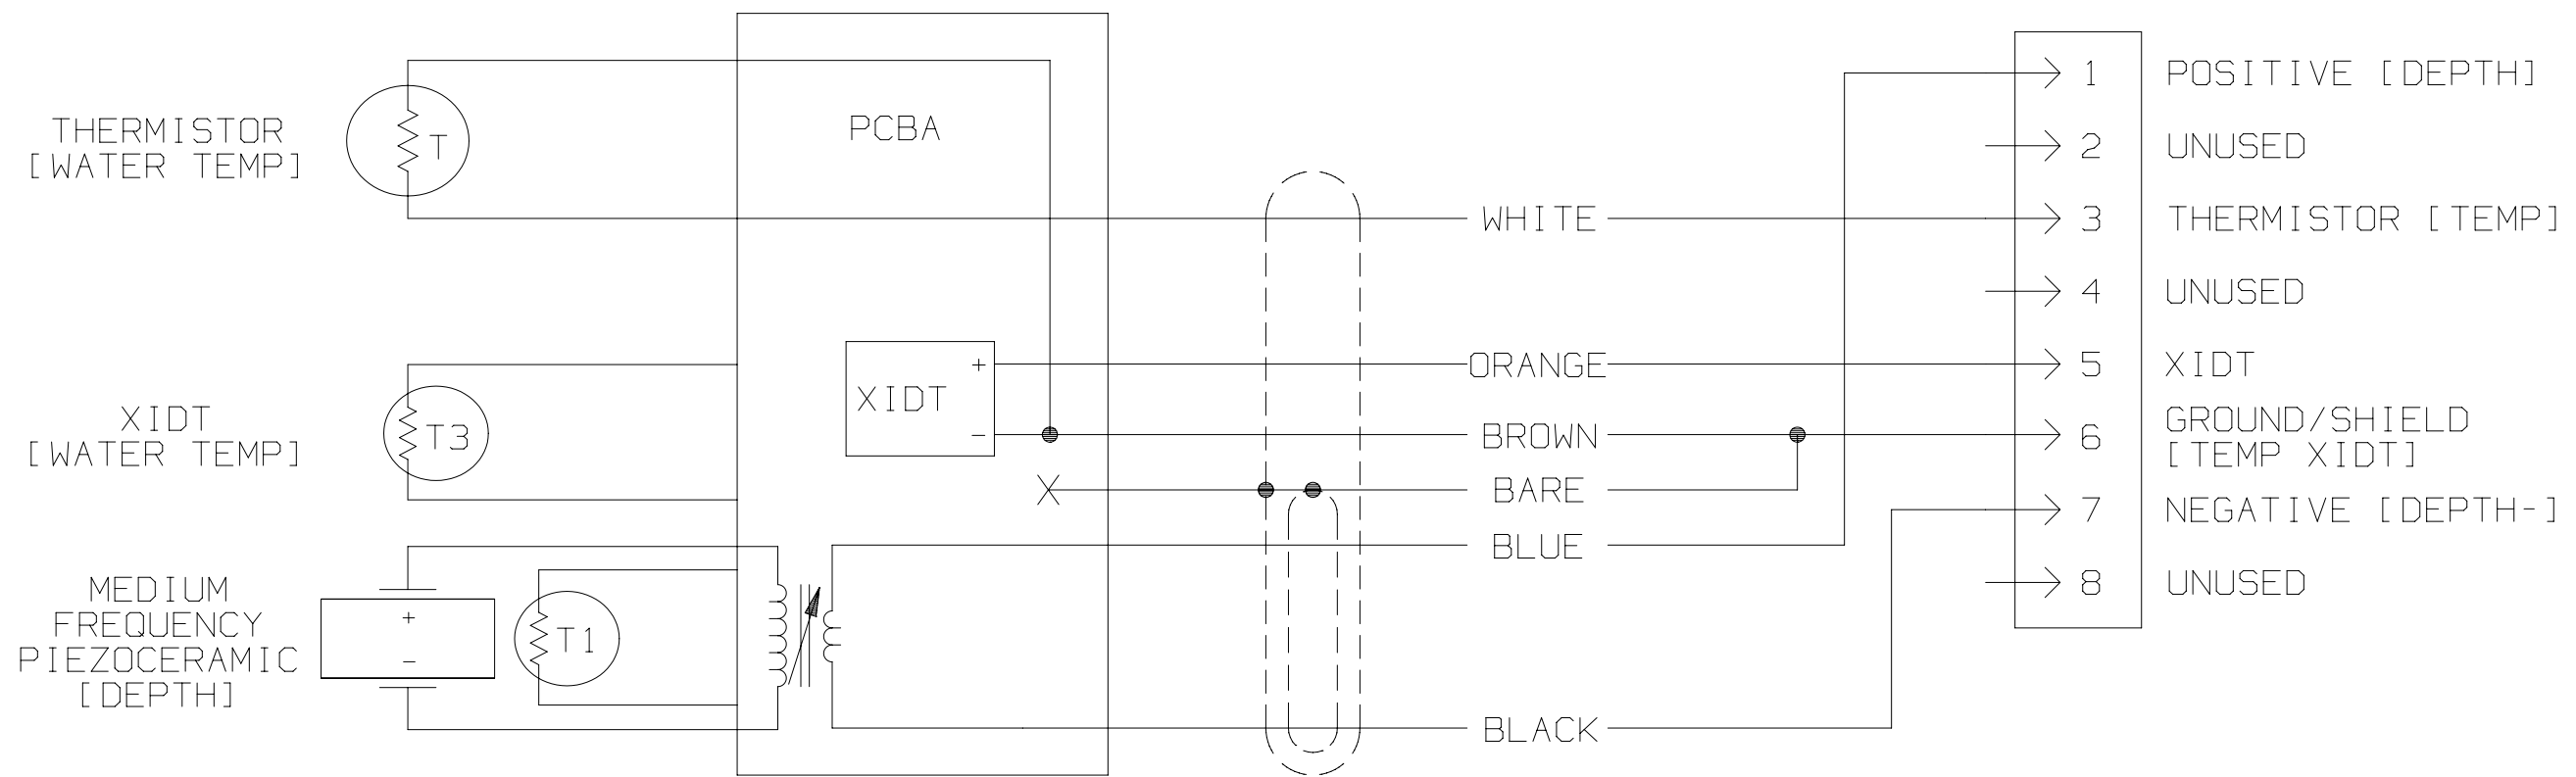 THERMISTOR
[WATER TEMP]
T
PCBA
XIDT
[WATER TEMP]
T3
XIDT
+
-
X
MEDIUM
FREQUENCY
PIEZOCERAMIC
[DEPTH]
+
-
T1
WHITE
ORANGE
BROWN
BARE
BLUE
BLACK
1 POSITIVE [DEPTH]
2 UNUSED
3 THERMISTOR [TEMP]
4 UNUSED
5 XIDT
6 GROUND/SHIELD
[TEMP XIDT]
7 NEGATIVE [DEPTH-]
8 UNUSED